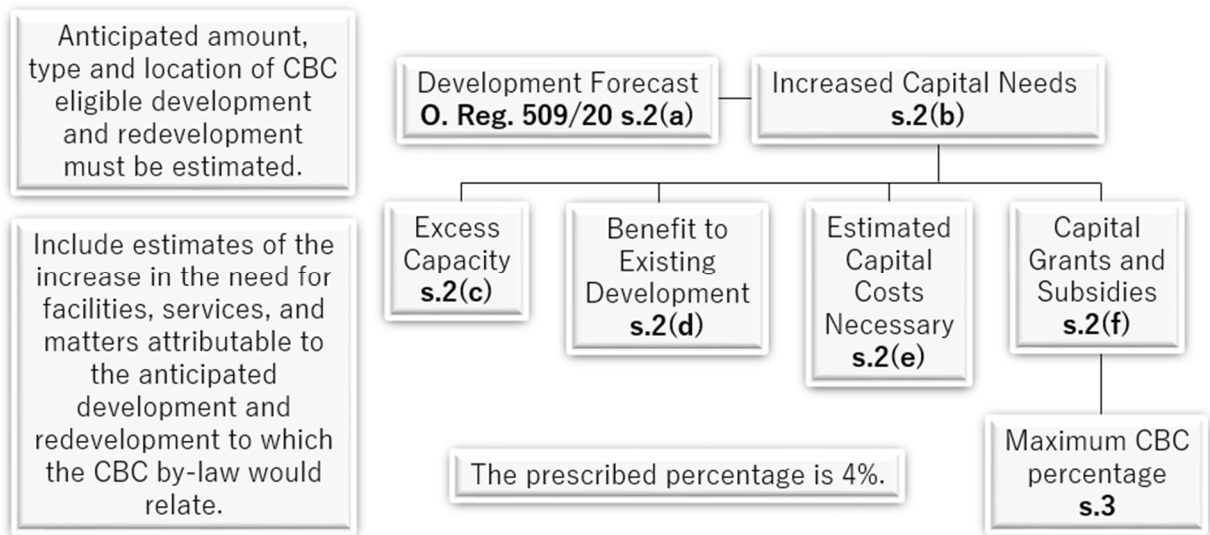 Anticipated amount,
type and location of CBC
eligible development
and redevelopment
must be estimated.
Include estimates of the
increase in the need for
facilities, services, and
matters attributable to
the anticipated
development and
redevelopment to which
the CBC by-law would
relate.
Development Forecast
O. Reg. 509/20 s.2(a)
Increased Capital Needs
s.2(b)
Excess
Capacity
s.2(c)
Benefit to
Existing
Development
s.2(d)
Estimated
Capital
Costs
Necessary
s.2(e)
Capital
Grants and
Subsidies
s.2(f)
Maximum CBC
percentage
s.3
The prescribed percentage is 4%.